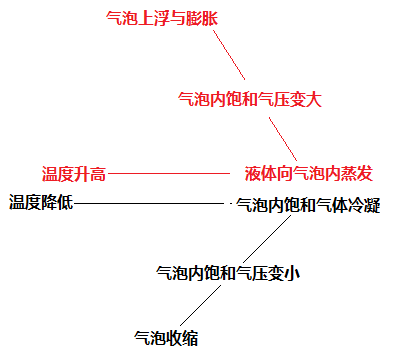 气泡上浮与膨胀
气泡内饱和气压变大
温度升高
液体向气泡内蒸发
温度降低
气泡内饱和气体冷凝
气泡内饱和气压变小
气泡收缩